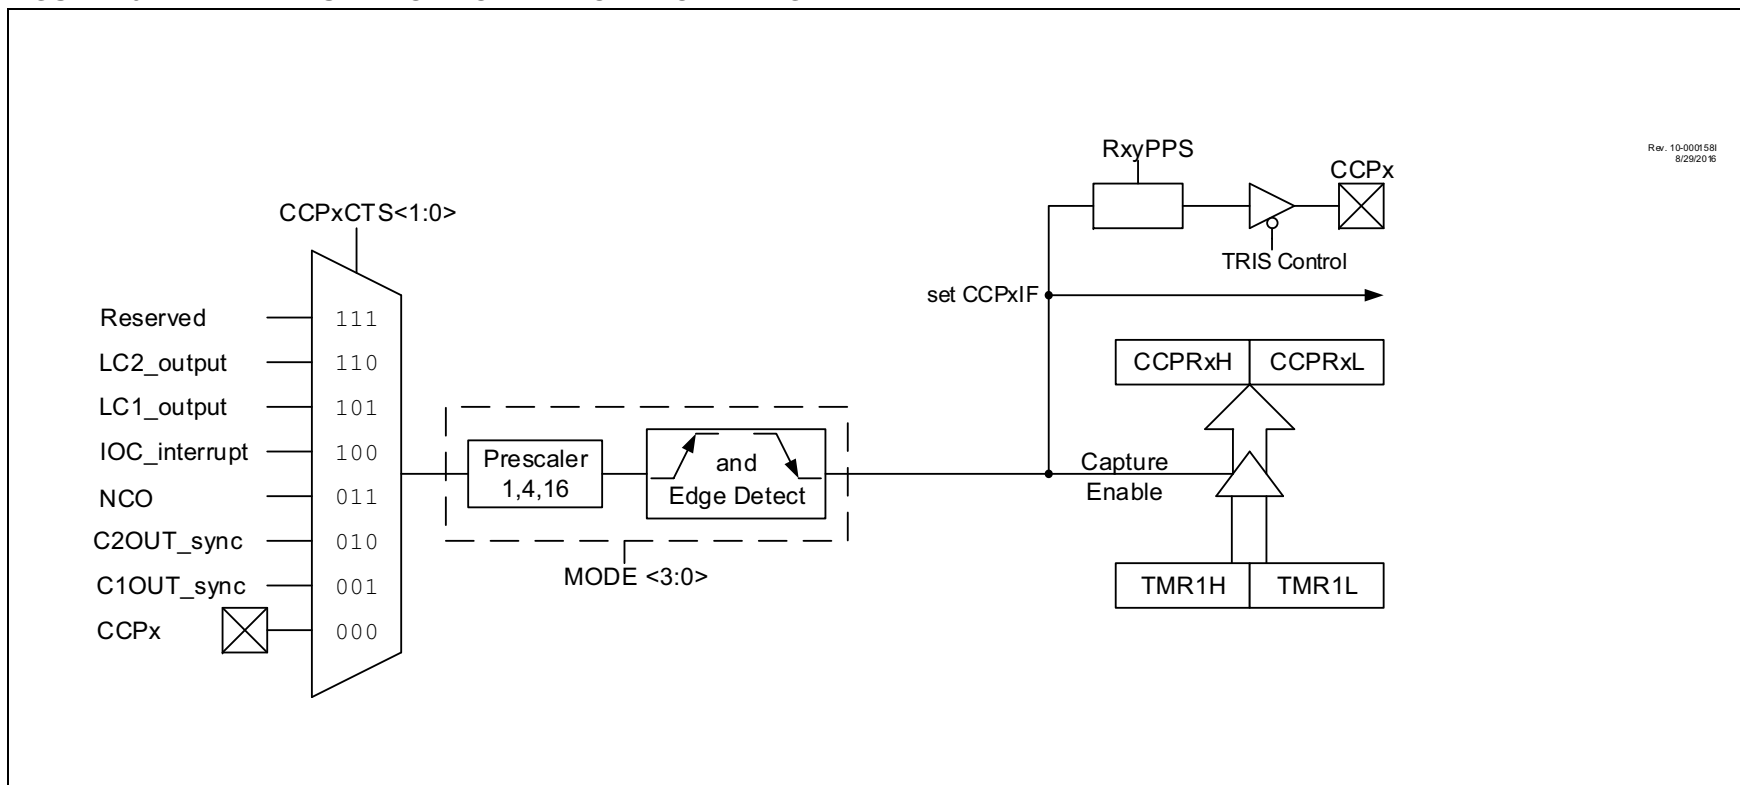 RxyPPS
CCPx
Rev. 10-000158I
8/29/2016
CCPxCTS<1:0>
TRIS Control
set CCPxIF
Reserved
111
LC2_output
110
CCPRxH
CCPRxL
LC1_output
101
IOC_interrupt
100
Prescaler
1,4,16
and
Edge Detect
Capture
Enable
NCO
011
C2OUT_sync
010
MODE <3:0>
C1OUT_sync
001
TMR1H
TMR1L
CCPx
000